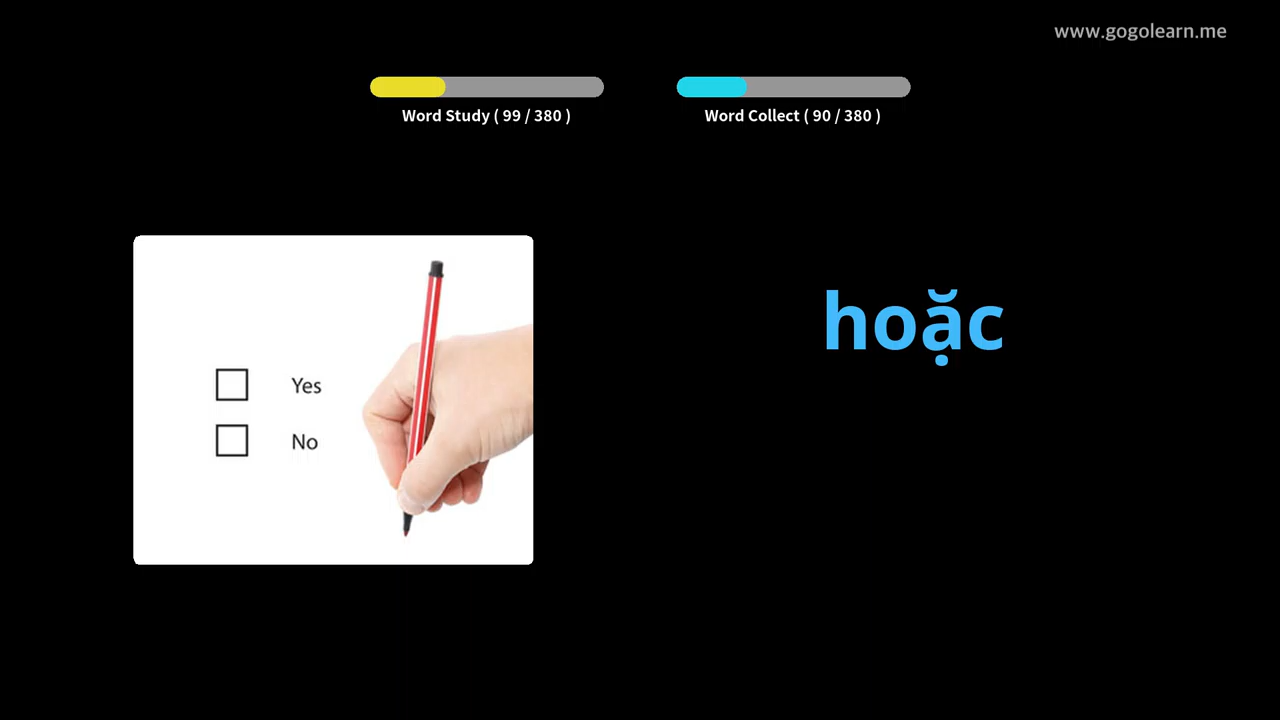 www.gogolearn.me
Word Study ( 99 / 380 )
Word Collect ( 90 / 380 )
hoặc
Yes
No